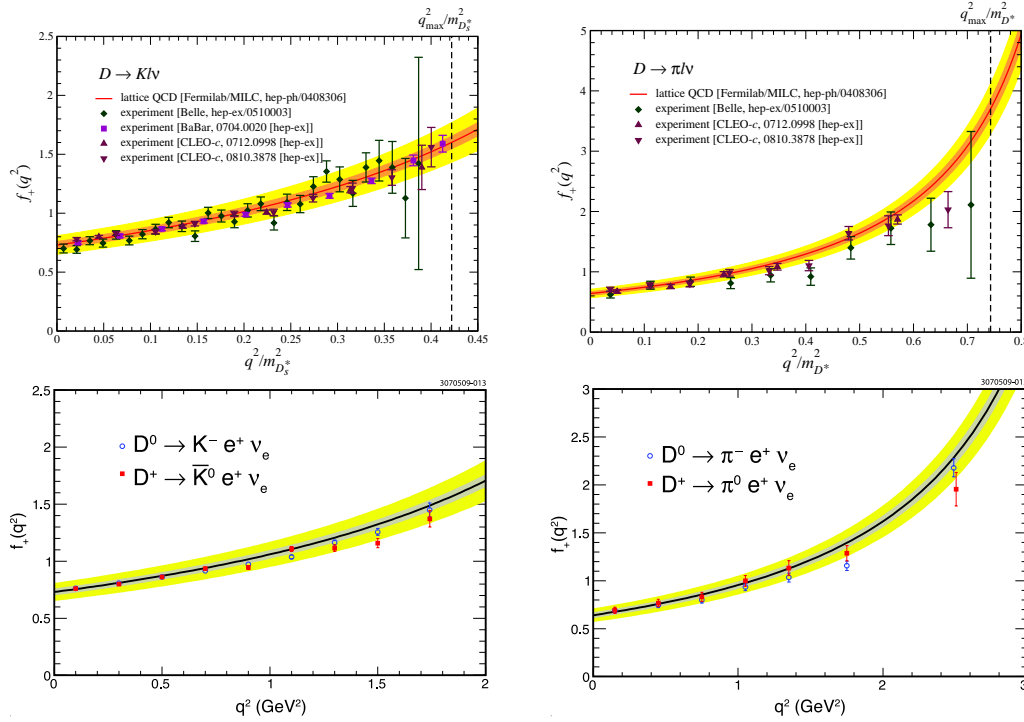 q²max/m²D_s*
2.5
2
1.5
1
0.5
0
f₊(q²)
D → Klν
lattice QCD [Fermilab/MILC, hep-ph/0408306]
experiment [Belle, hep-ex/0510003]
experiment [BaBar, 0704.0020 [hep-ex]]
experiment [CLEO-c, 0712.0998 [hep-ex]]
experiment [CLEO-c, 0810.3878 [hep-ex]]
0 0.05 0.1 0.15 0.2 0.25 0.3 0.35 0.4 0.45
q²/m²D_s*
q²max/m²D*
5
4
3
2
1
0
f₊(q²)
D → πlν
lattice QCD [Fermilab/MILC, hep-ph/0408306]
experiment [Belle, hep-ex/0510003]
experiment [CLEO-c, 0712.0998 [hep-ex]]
experiment [CLEO-c, 0810.3878 [hep-ex]]
0 0.1 0.2 0.3 0.4 0.5 0.6 0.7 0.8
q²/m²D*
3070509-013
2.5
2
1.5
1
0.5
0
f₊(q²)
D⁰ → K⁻ e⁺ νₑ
D⁺ → K̅⁰ e⁺ νₑ
0 0.5 1 1.5 2
q² (GeV²)
3070509-01
3
2.5
2
1.5
1
0.5
0
f₊(q²)
D⁰ → π⁻ e⁺ νₑ
D⁺ → π⁰ e⁺ νₑ
0 1 2 3
q² (GeV²)